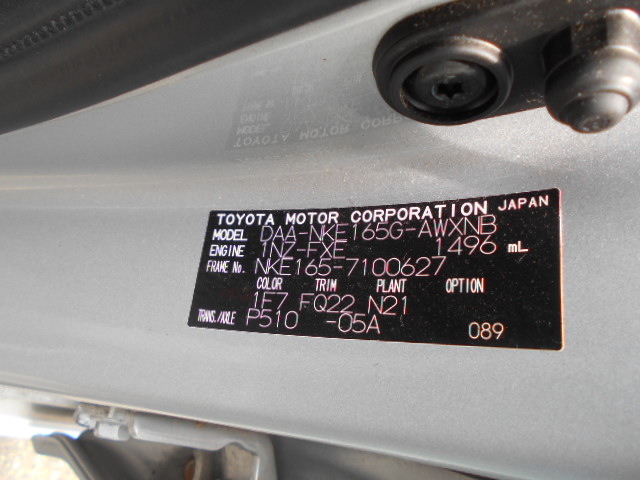 TOYOTA MOTOR CORPORATION JAPAN
MODEL DAA-NKE165G-AWXNB
ENGINE 1NZ-FXE 1496 mL
FRAME No. NKE165-7100627
COLOR TRIM PLANT OPTION
1F7 FQ22 N21
TRANS./AXLE P510 -05A
089